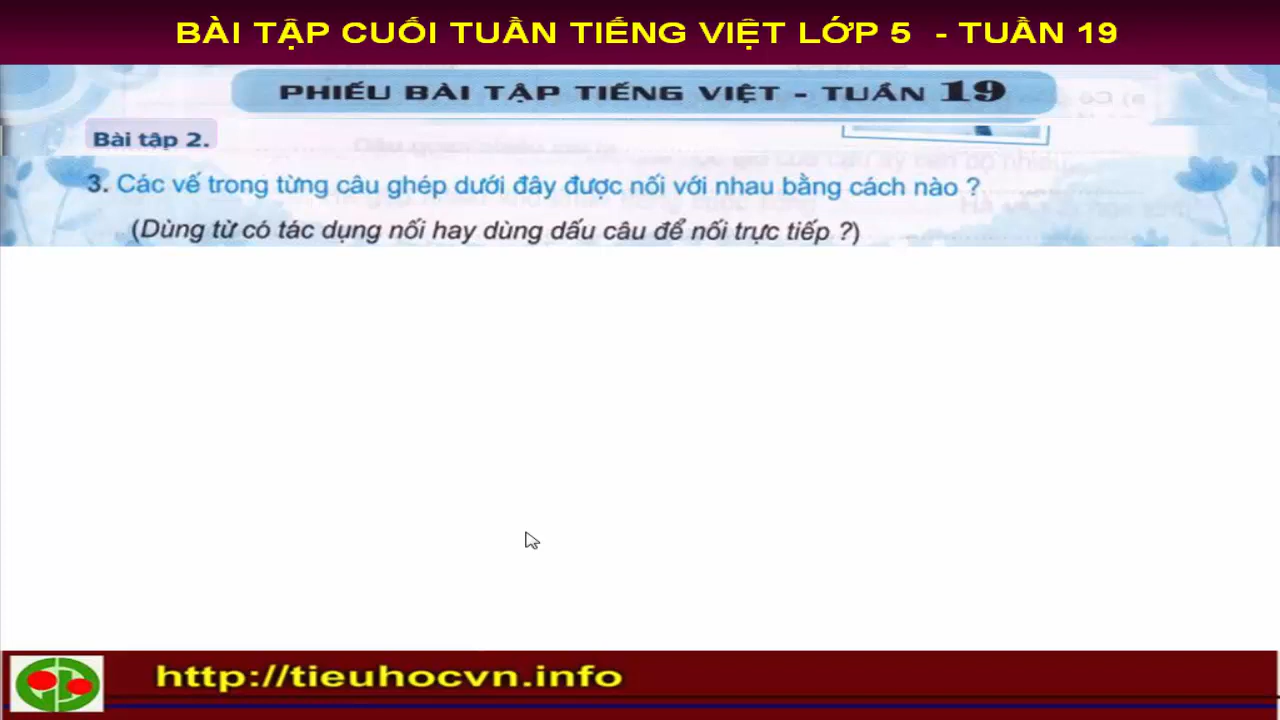 BÀI TẬP CUỐI TUẦN TIẾNG VIỆT LỚP 5 - TUẦN 19
PHIẾU BÀI TẬP TIẾNG VIỆT - TUẦN 19
Bài tập 2.
3. Các vế trong từng câu ghép dưới đây được nối với nhau bằng cách nào ?
(Dùng từ có tác dụng nối hay dùng dấu câu để nối trực tiếp ?)
http://tieuhocvn.info